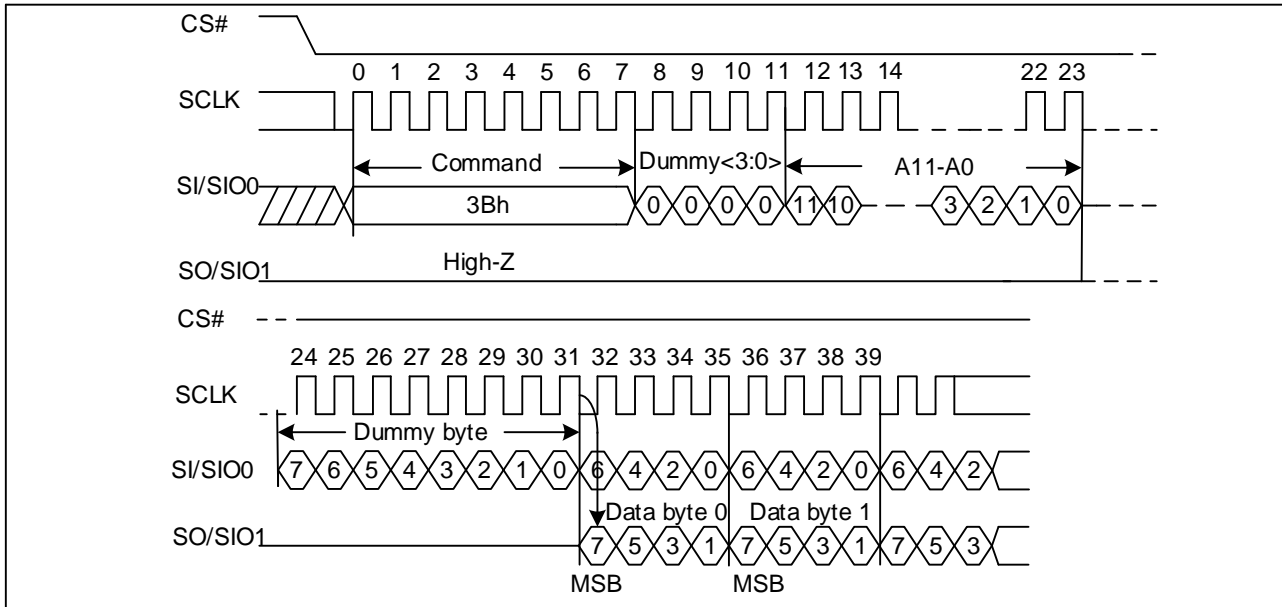 CS#
0 1 2 3 4 5 6 7 8 9 10 11 12 13 14 22 23
SCLK
Command Dummy<3:0> A11-A0
SI/SIO0
3Bh 0 0 0 0 11 10 3 2 1 0
High-Z
SO/SIO1
CS#
24 25 26 27 28 29 30 31 32 33 34 35 36 37 38 39
SCLK
Dummy byte
SI/SIO0 7 6 5 4 3 2 1 0 6 4 2 0 6 4 2 0 6 4 2
Data byte 0 Data byte 1
SO/SIO1 7 5 3 1 7 5 3 1 7 5 3
MSB MSB